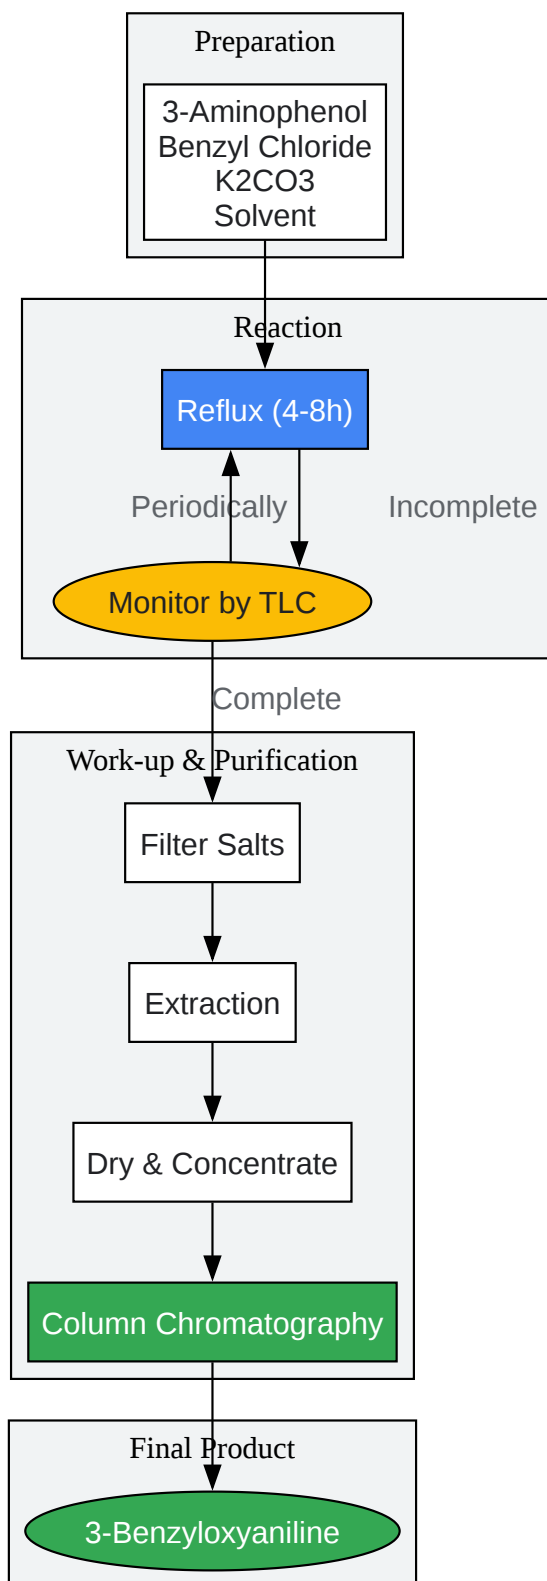 Preparation
3-Aminophenol
Benzyl Chloride
K2CO3
Solvent
Reaction
Reflux (4-8h)
Periodically
Incomplete
Monitor by TLC
Complete
Work-up & Purification
Filter Salts
Extraction
Dry & Concentrate
Column Chromatography
Final Product
3-Benzyloxyaniline